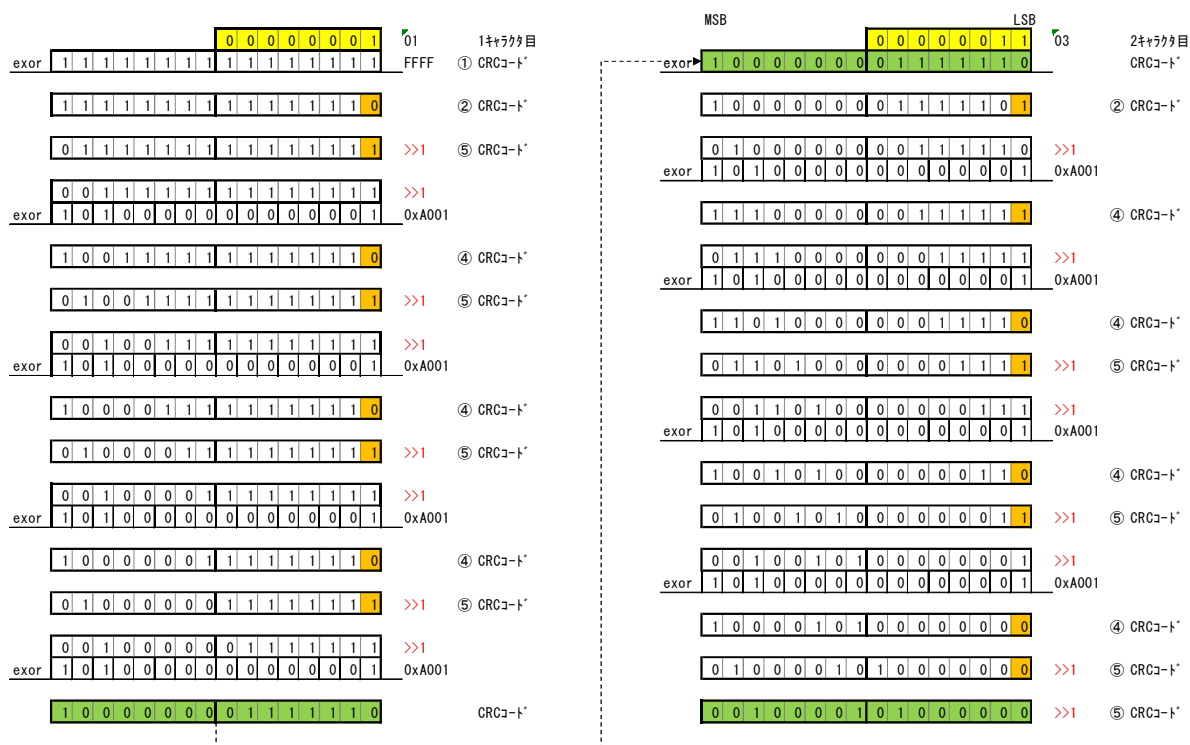 0 0 0 0 0 0 0 1 01 1ｷｬﾗｸﾀ目
exor 1 1 1 1 1 1 1 1 1 1 1 1 1 1 1 1 FFFF ① CRCｺｰﾄﾞ
1 1 1 1 1 1 1 1 1 1 1 1 1 1 1 0 ② CRCｺｰﾄﾞ
0 1 1 1 1 1 1 1 1 1 1 1 1 1 1 1 >>1 ⑤ CRCｺｰﾄﾞ
0 0 1 1 1 1 1 1 1 1 1 1 1 1 1 1 >>1
exor 1 0 1 0 0 0 0 0 0 0 0 0 0 0 0 1 0xA001
1 0 0 1 1 1 1 1 1 1 1 1 1 1 1 0 ④ CRCｺｰﾄﾞ
0 1 0 0 1 1 1 1 1 1 1 1 1 1 1 1 >>1 ⑤ CRCｺｰﾄﾞ
0 0 1 0 0 1 1 1 1 1 1 1 1 1 1 1 >>1
exor 1 0 1 0 0 0 0 0 0 0 0 0 0 0 0 1 0xA001
1 0 0 0 0 1 1 1 1 1 1 1 1 1 1 0 ④ CRCｺｰﾄﾞ
0 1 0 0 0 0 1 1 1 1 1 1 1 1 1 1 >>1 ⑤ CRCｺｰﾄﾞ
0 0 1 0 0 0 0 1 1 1 1 1 1 1 1 1 >>1
exor 1 0 1 0 0 0 0 0 0 0 0 0 0 0 0 1 0xA001
1 0 0 0 0 0 0 1 1 1 1 1 1 1 1 0 ④ CRCｺｰﾄﾞ
0 1 0 0 0 0 0 0 1 1 1 1 1 1 1 1 >>1 ⑤ CRCｺｰﾄﾞ
0 0 1 0 0 0 0 0 0 1 1 1 1 1 1 1 >>1
exor 1 0 1 0 0 0 0 0 0 0 0 0 0 0 0 1 0xA001
1 0 0 0 0 0 0 0 0 1 1 1 1 1 1 0 CRCｺｰﾄﾞ
MSB LSB
0 0 0 0 0 0 1 1 03 2ｷｬﾗｸﾀ目
exor 1 0 0 0 0 0 0 0 0 1 1 1 1 1 1 0 CRCｺｰﾄﾞ
1 0 0 0 0 0 0 0 0 1 1 1 1 1 0 1 ② CRCｺｰﾄﾞ
0 1 0 0 0 0 0 0 0 0 1 1 1 1 1 0 >>1
exor 1 0 1 0 0 0 0 0 0 0 0 0 0 0 0 1 0xA001
1 1 1 0 0 0 0 0 0 0 1 1 1 1 1 1 ④ CRCｺｰﾄﾞ
0 1 1 1 0 0 0 0 0 0 0 1 1 1 1 1 >>1
exor 1 0 1 0 0 0 0 0 0 0 0 0 0 0 0 1 0xA001
1 1 0 1 0 0 0 0 0 0 0 1 1 1 1 0 ④ CRCｺｰﾄﾞ
0 1 1 0 1 0 0 0 0 0 0 0 1 1 1 1 >>1 ⑤ CRCｺｰﾄﾞ
0 0 1 1 0 1 0 0 0 0 0 0 0 1 1 1 >>1
exor 1 0 1 0 0 0 0 0 0 0 0 0 0 0 0 1 0xA001
1 0 0 1 0 1 0 0 0 0 0 0 0 1 1 0 ④ CRCｺｰﾄﾞ
0 1 0 0 1 0 1 0 0 0 0 0 0 0 1 1 >>1 ⑤ CRCｺｰﾄﾞ
0 0 1 0 0 1 0 1 0 0 0 0 0 0 0 1 >>1
exor 1 0 1 0 0 0 0 0 0 0 0 0 0 0 0 1 0xA001
1 0 0 0 0 1 0 1 0 0 0 0 0 0 0 0 ④ CRCｺｰﾄﾞ
0 1 0 0 0 0 1 0 1 0 0 0 0 0 0 0 >>1 ⑤ CRCｺｰﾄﾞ
0 0 1 0 0 0 0 1 0 1 0 0 0 0 0 0 >>1 ⑤ CRCｺｰﾄﾞ